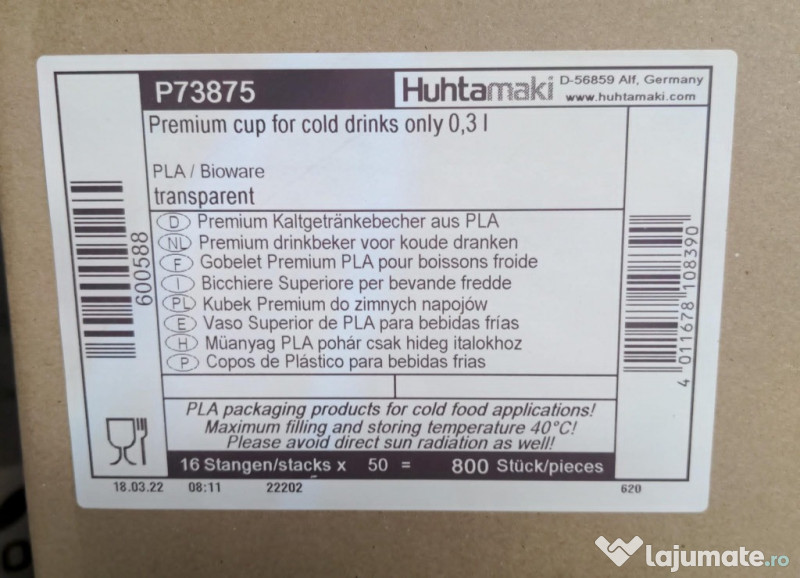 P73875
Huhtamaki
D-56859 Alf, Germany
www.huhtamaki.com
Premium cup for cold drinks only 0,3 l
PLA / Bioware
transparent
D Premium Kaltgetränkebecher aus PLA
NL Premium drinkbeker voor koude dranken
F Gobelet Premium PLA pour boissons froide
I Bicchiere Superiore per bevande fredde
PL Kubek Premium do zimnych napojów
E Vaso Superior de PLA para bebidas frías
H Müanyag PLA pohár csak hideg italokhoz
P Copos de Plástico para bebidas frias
600588
4 011678 108390
PLA packaging products for cold food applications!
Maximum filling and storing temperature 40°C!
Please avoid direct sun radiation as well!
16 Stangen/stacks x 50 = 800 Stück/pieces
18.03.22 08:11 22202 620
lajumate.ro